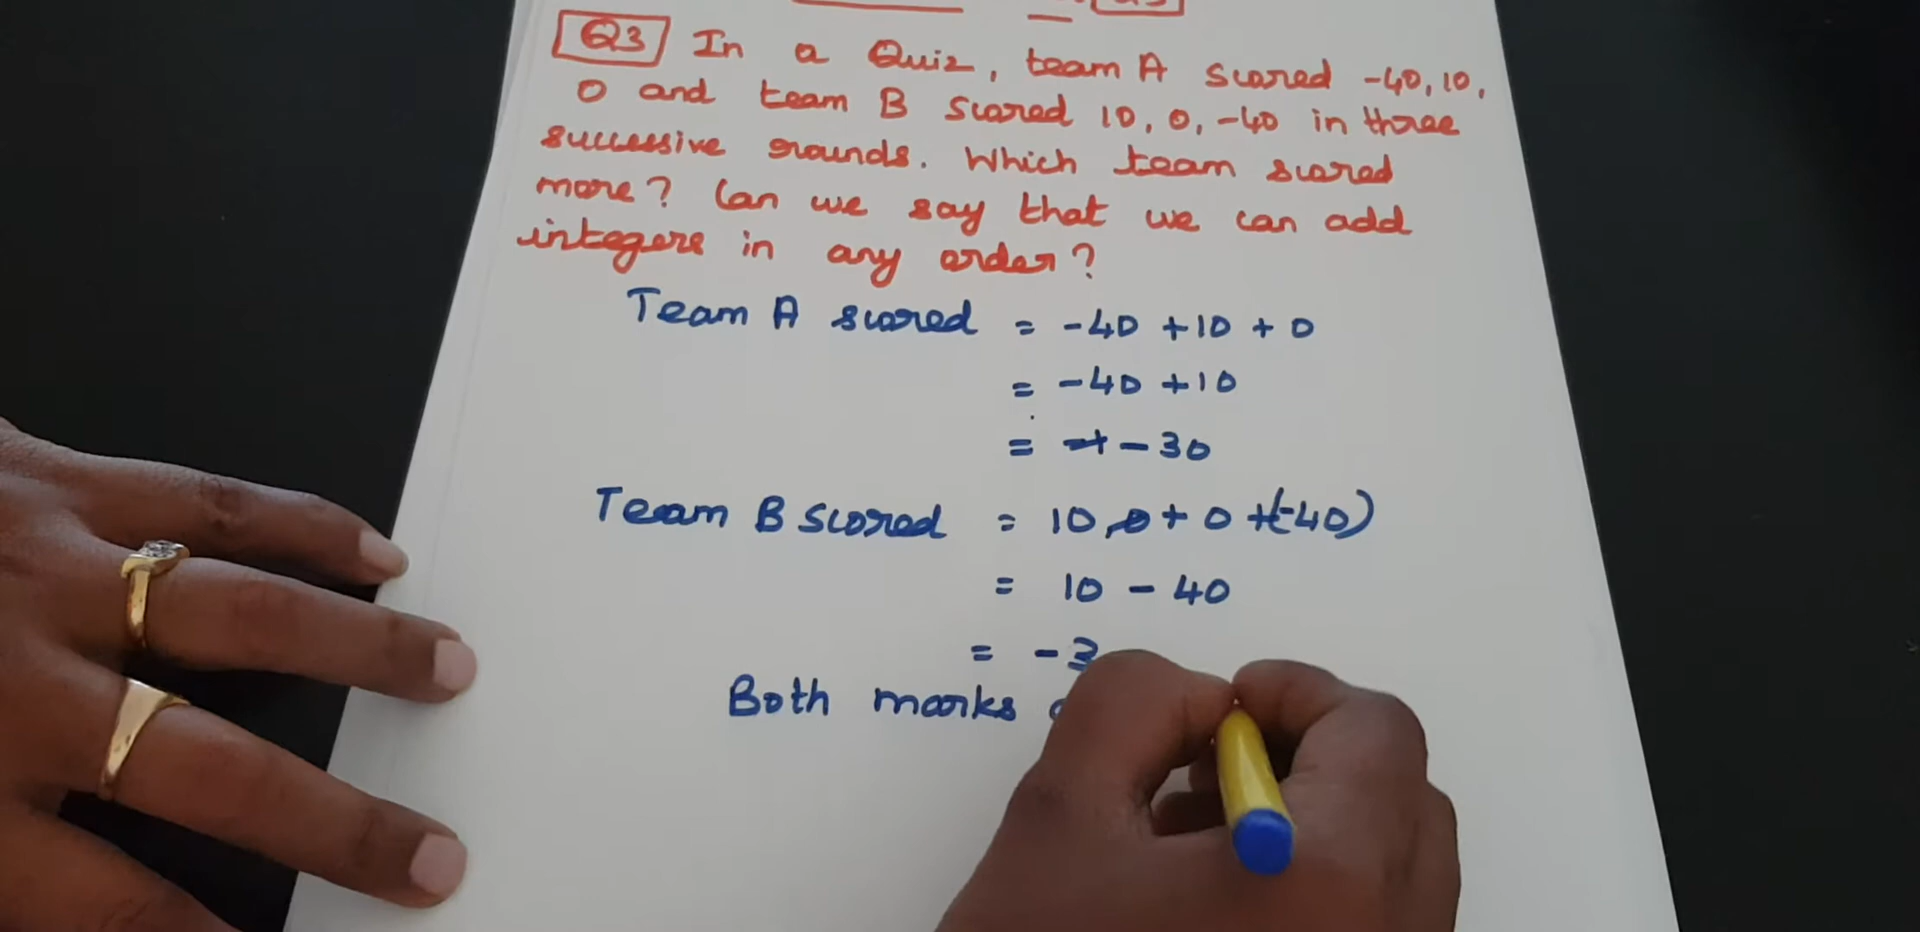 Q3 In a Quiz, team A scored -40, 10,
0 and team B scored 10, 0, -40 in three
successive rounds. Which team scored
more? Can we say that we can add
integers in any order?
Team A scored = -40 +10 + 0
= -40 +10
= - 30
Team B scored = 10 + 0 +(-40)
= 10 - 40
= -3
Both marks